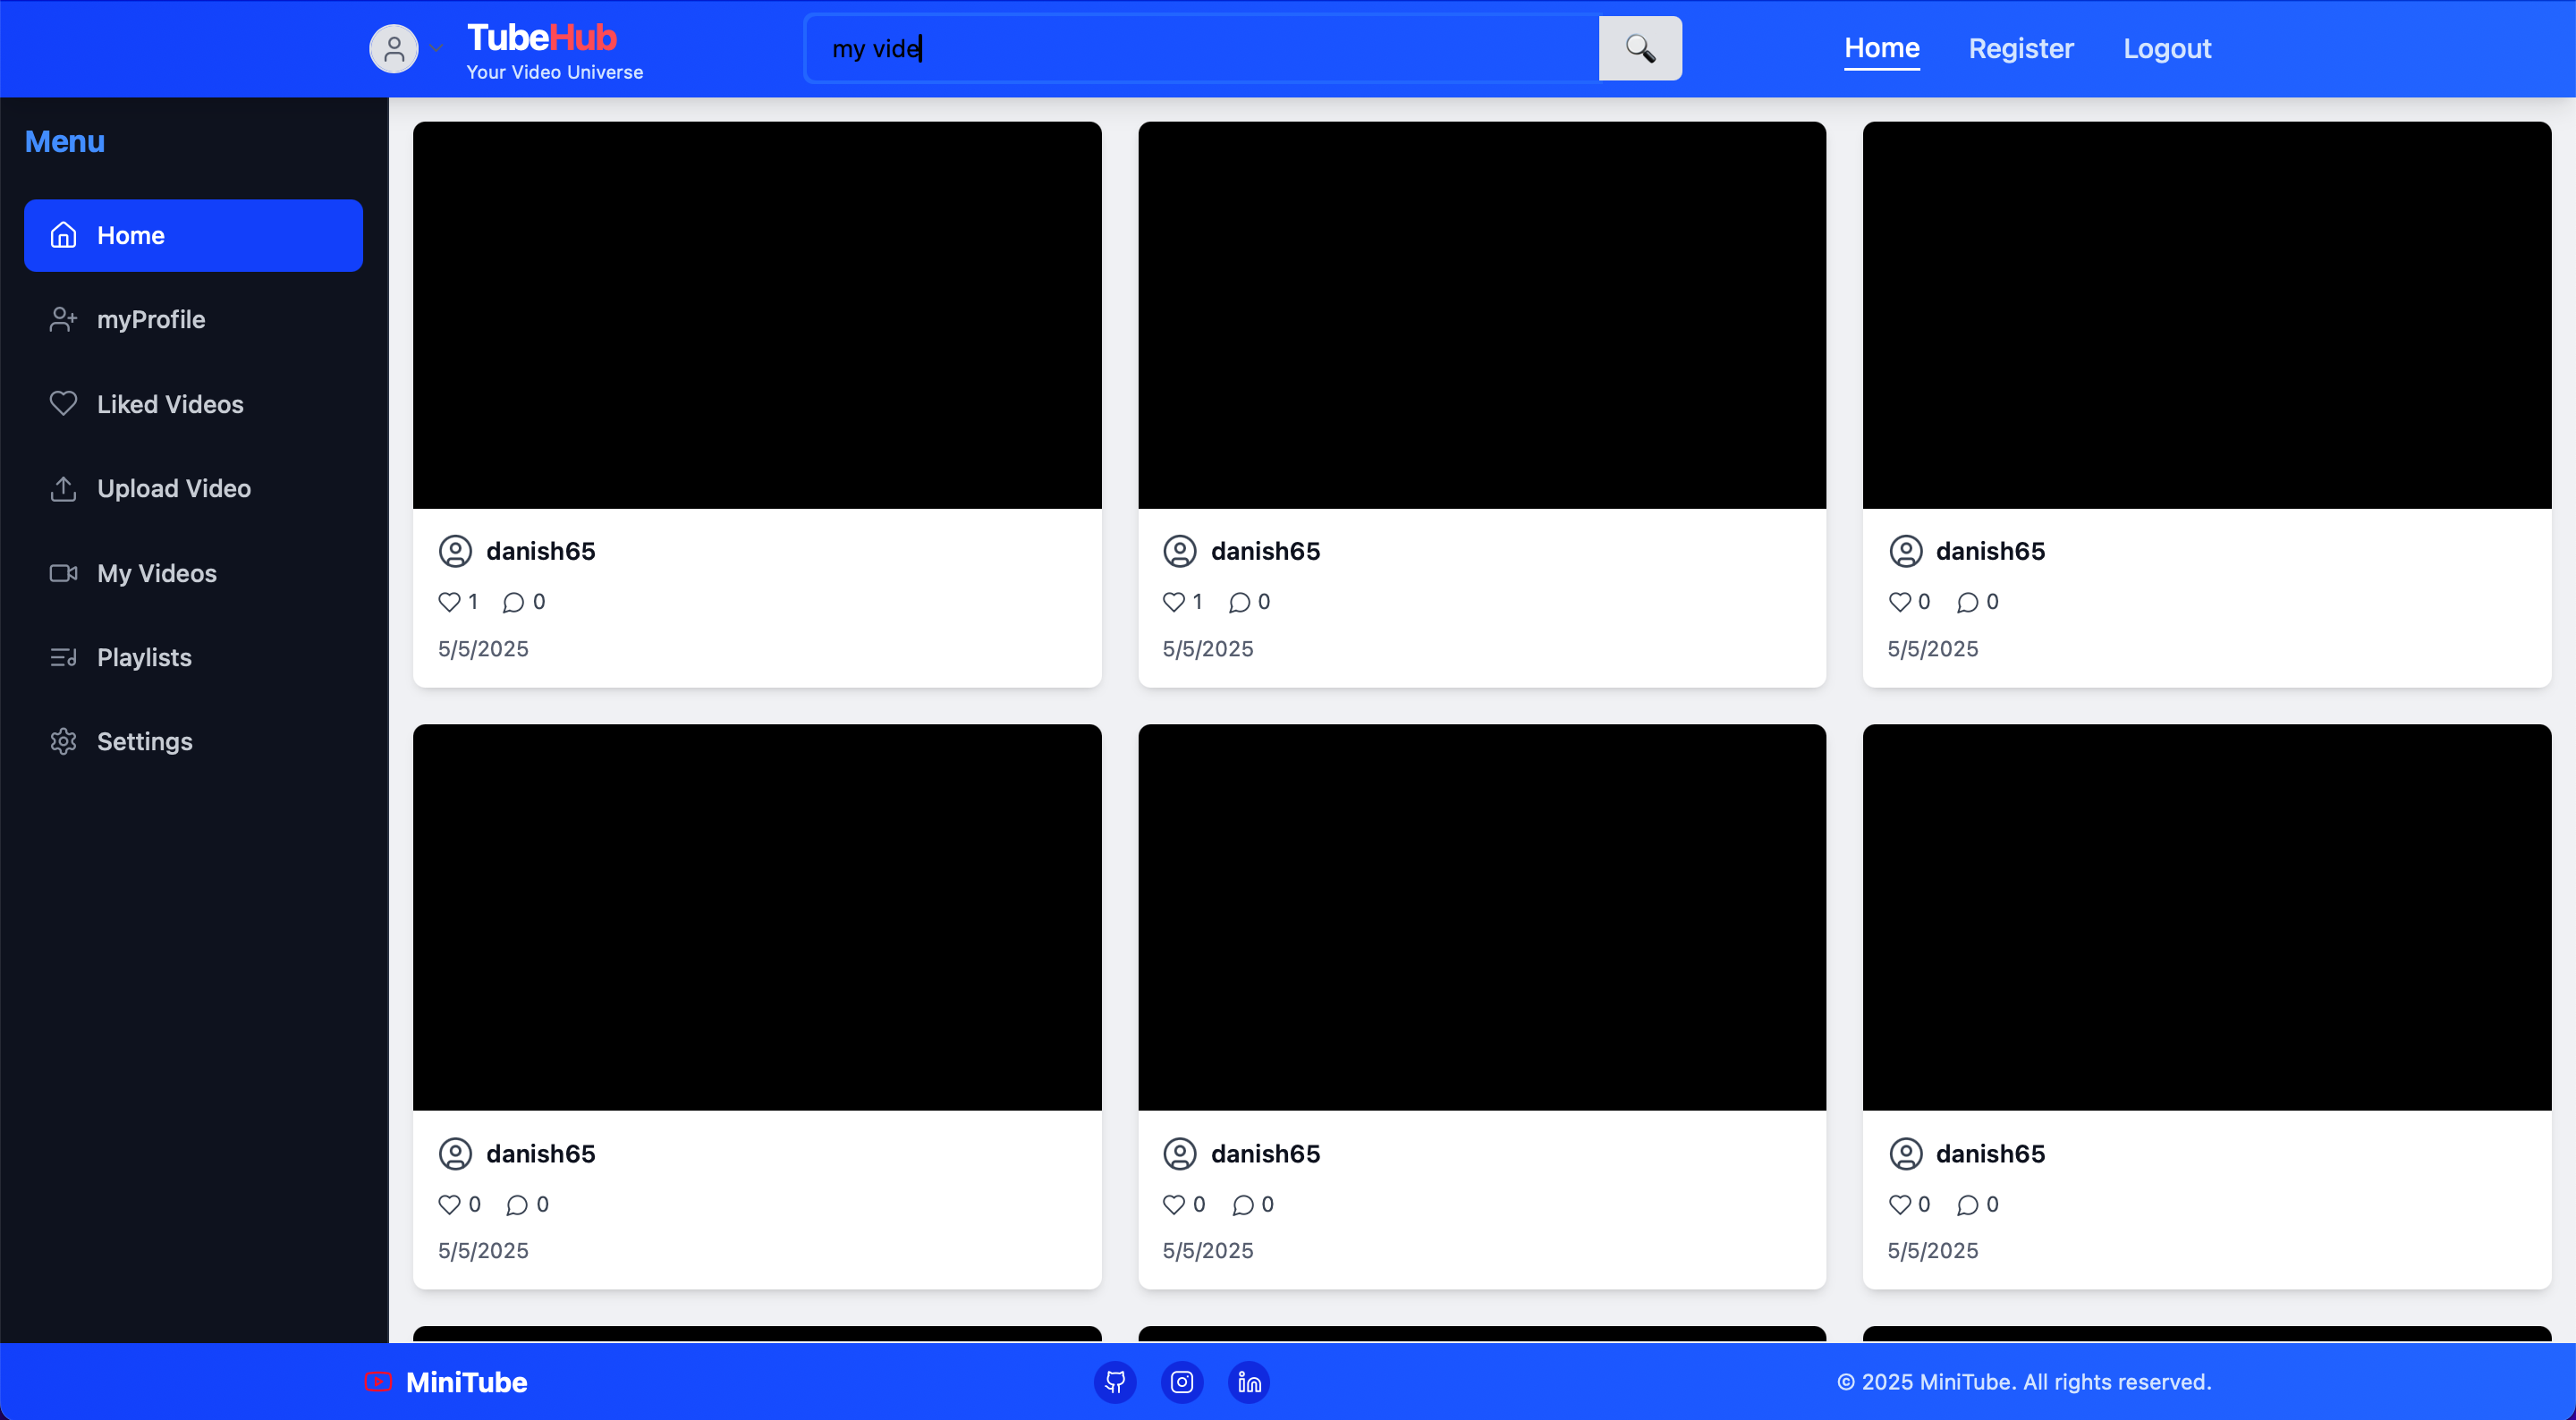 TubeHub
Your Video Universe
my vide
Home Register Logout
Menu
Home
myProfile
Liked Videos
Upload Video
My Videos
Playlists
Settings
danish65
1 0
5/5/2025
danish65
1 0
5/5/2025
danish65
0 0
5/5/2025
danish65
0 0
5/5/2025
danish65
0 0
5/5/2025
danish65
0 0
5/5/2025
MiniTube
in
© 2025 MiniTube. All rights reserved.